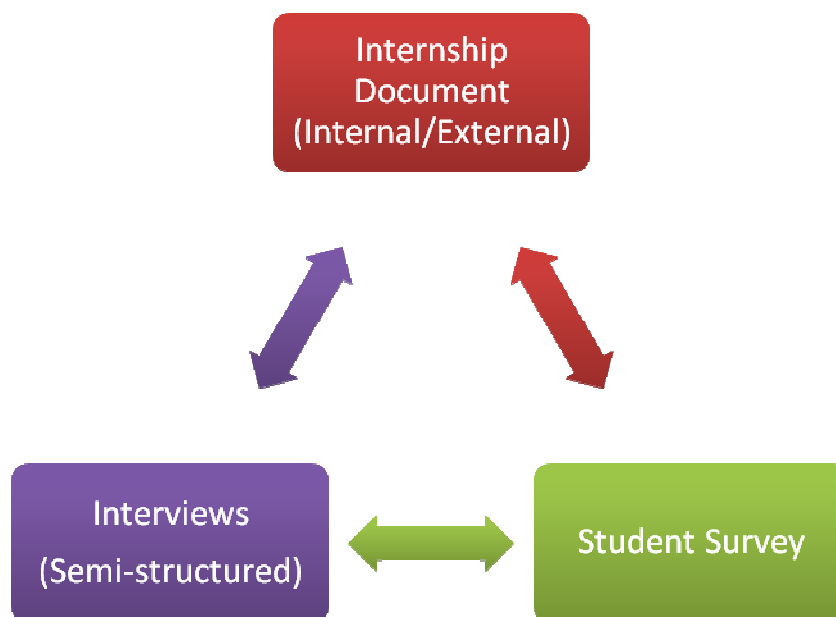 Internship
Document
(Internal/External)
Interviews
(Semi-structured)
Student Survey